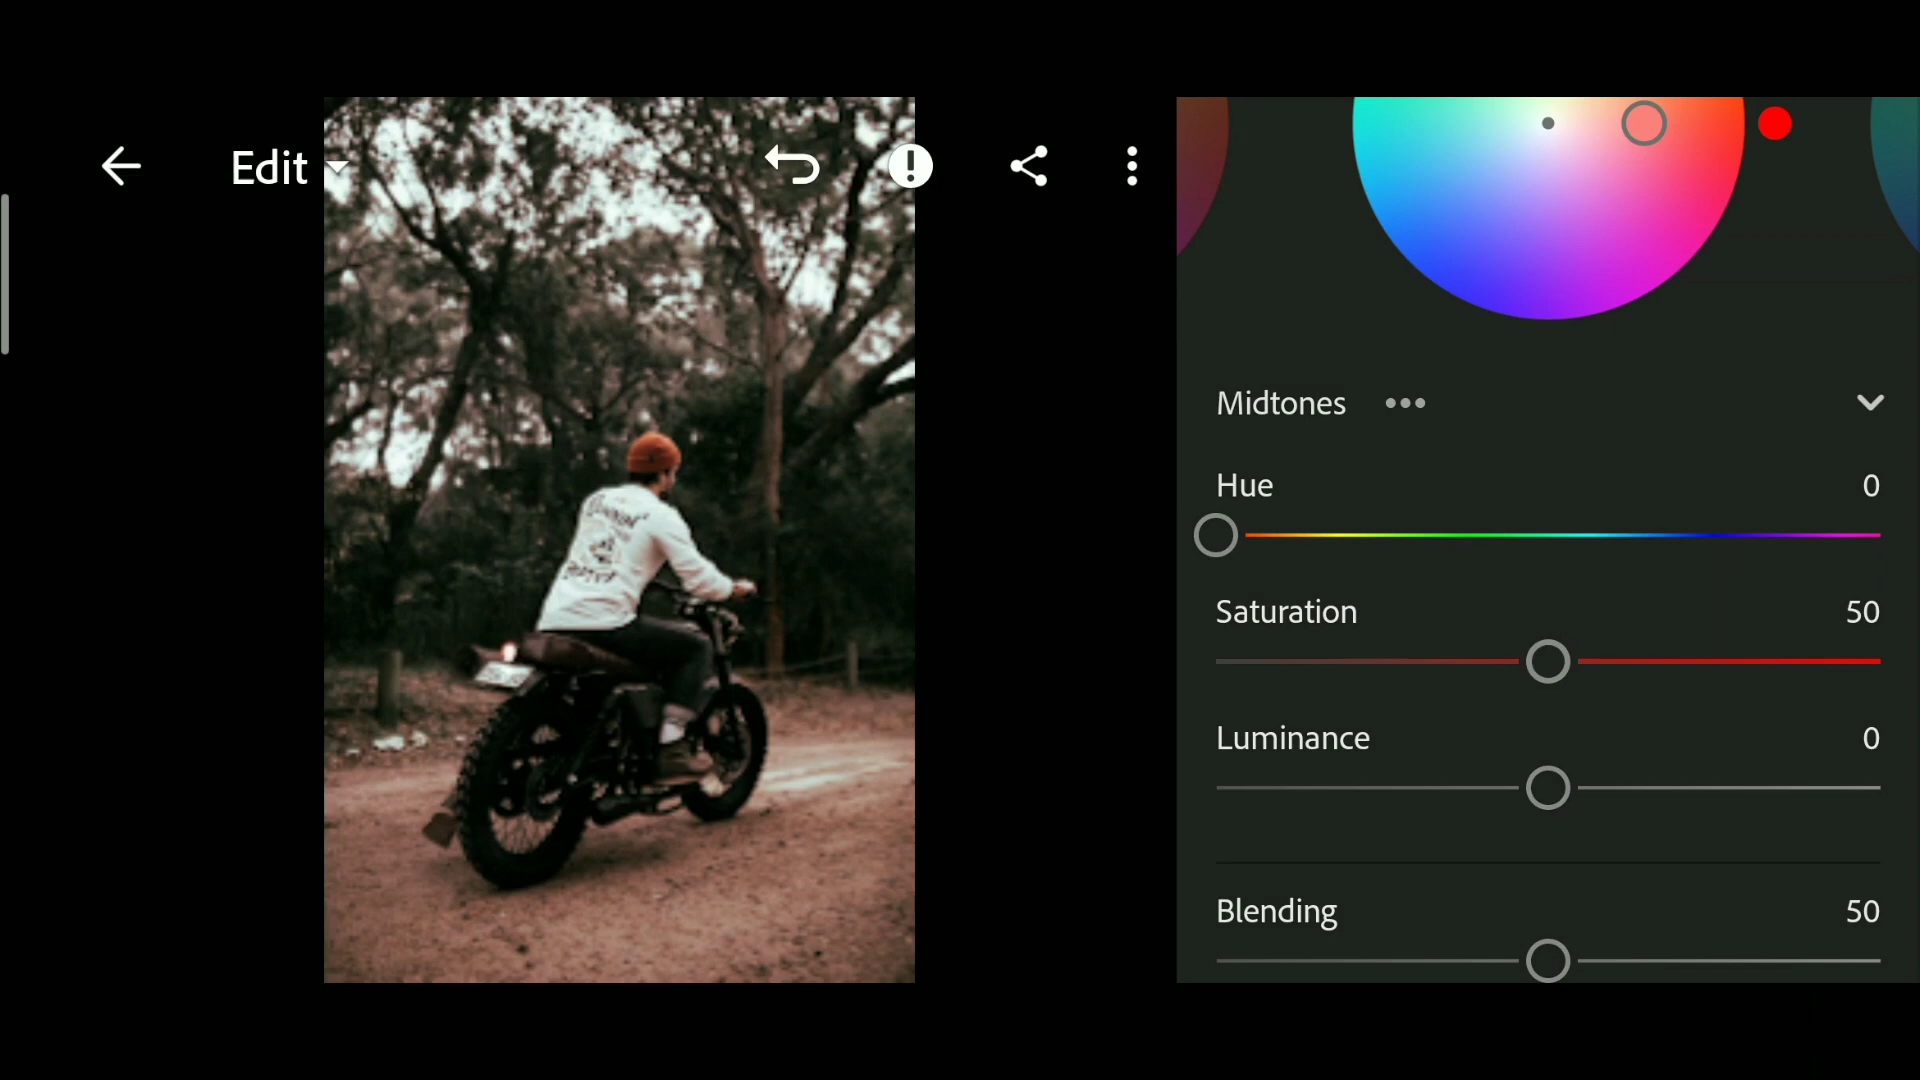 Edit
Midtones
Hue 0
Saturation 50
Luminance 0
Blending 50